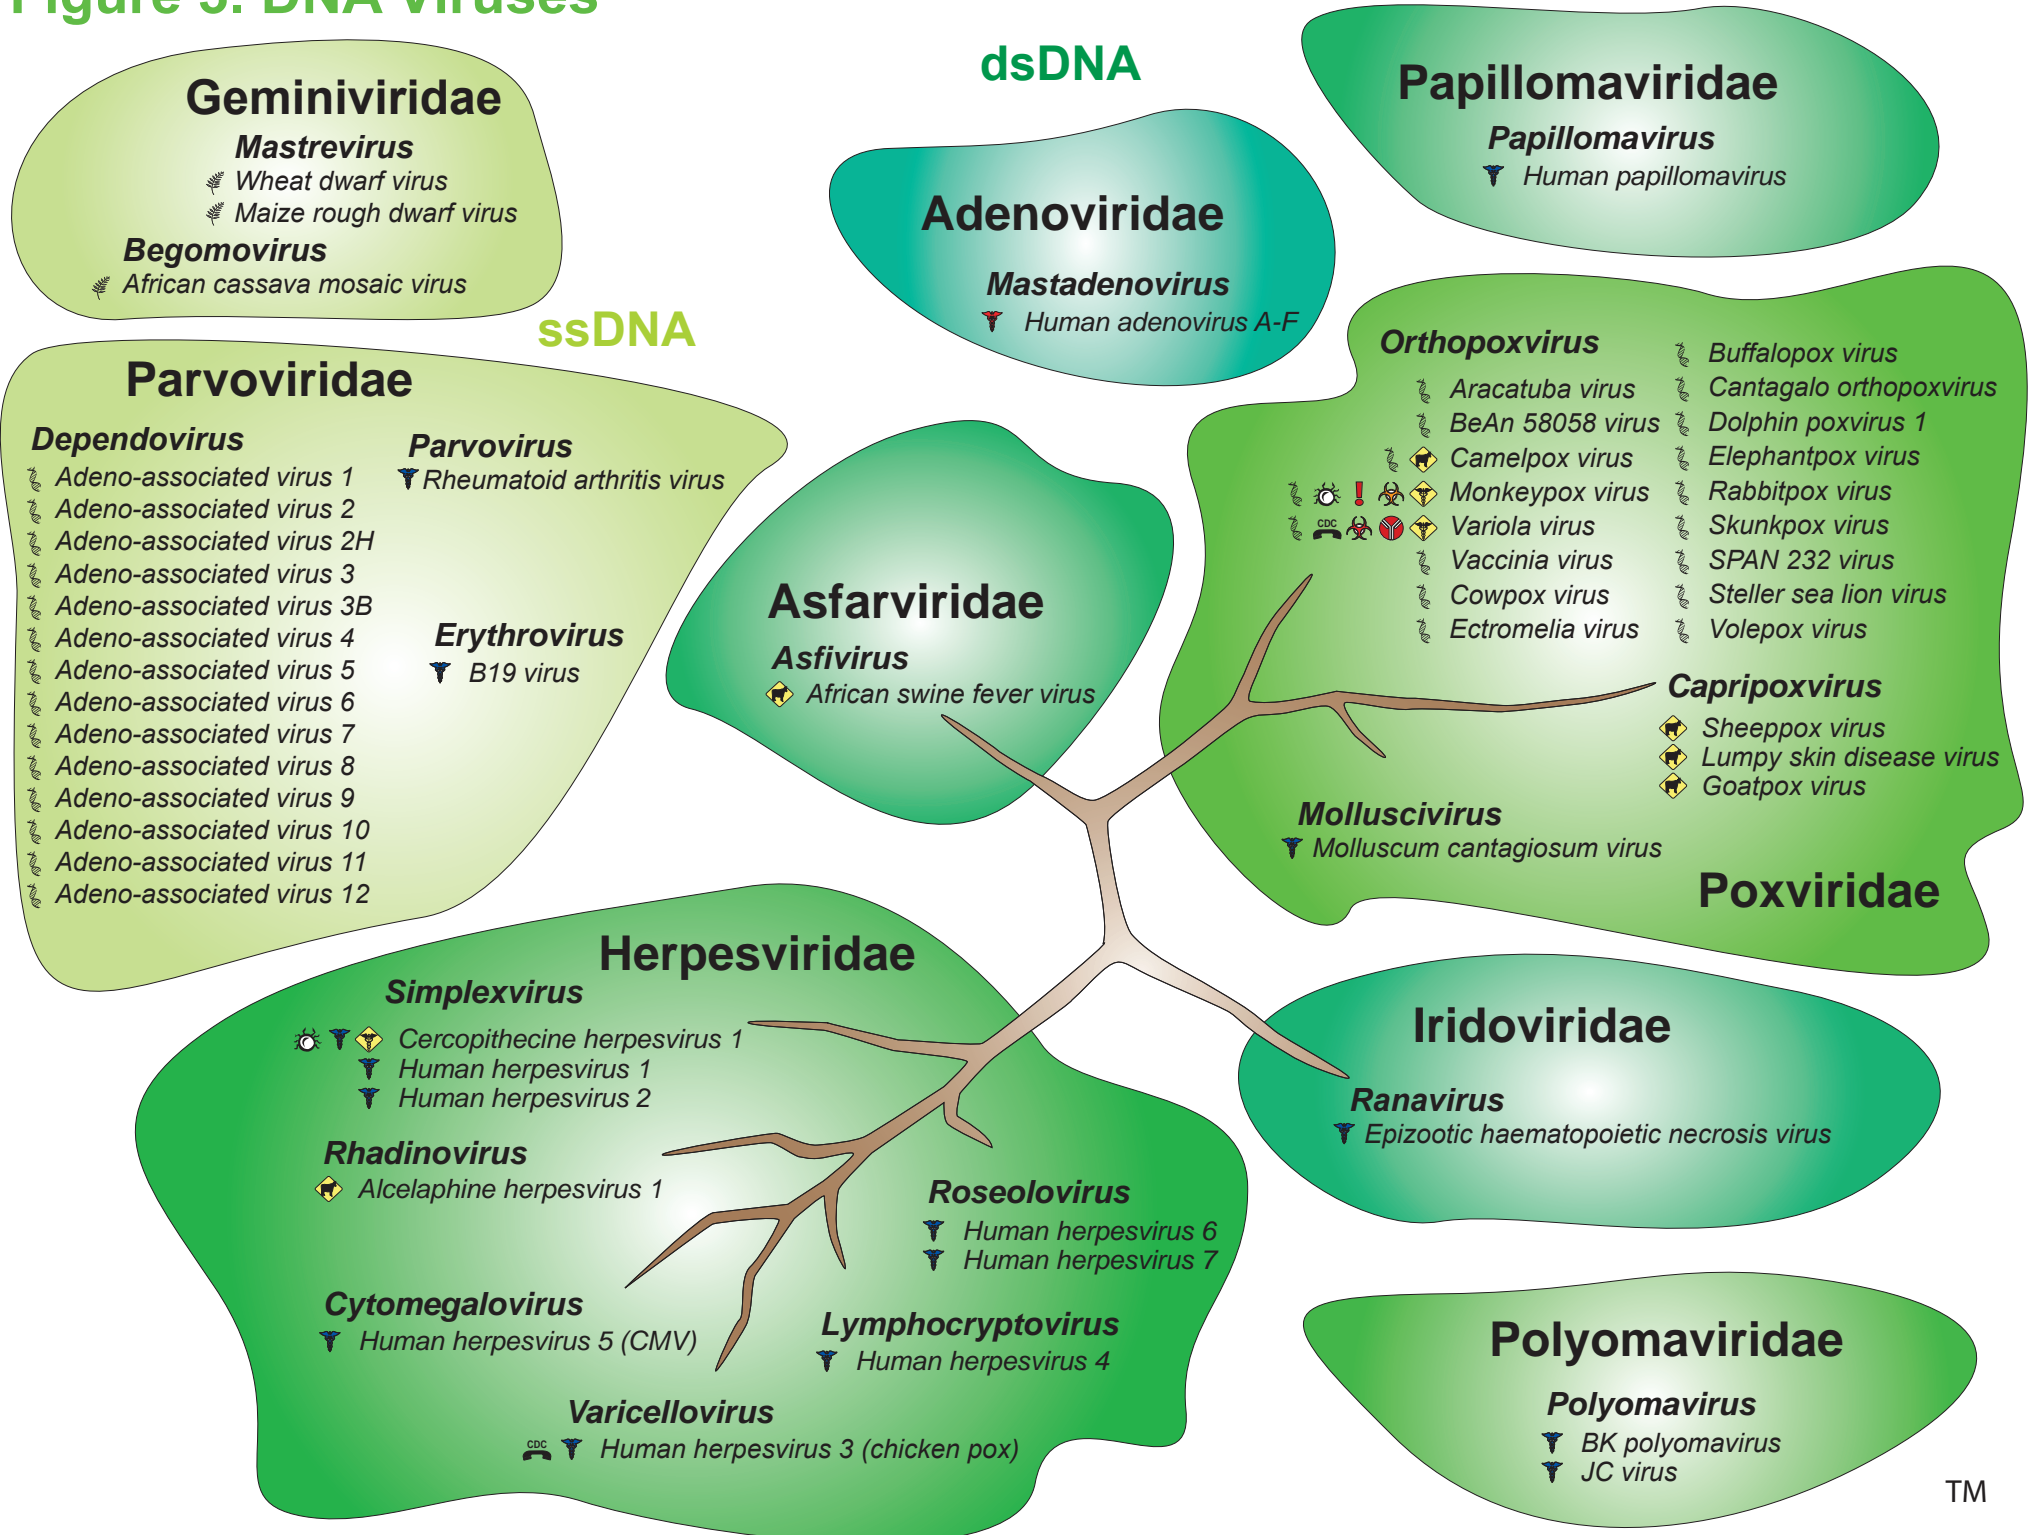 Figure 5. DNA Viruses
Geminiviridae
Mastrevirus
Wheat dwarf virus
Maize rough dwarf virus
Begomovirus
African cassava mosaic virus
ssDNA
dsDNA
Parvoviridae
Dependovirus
Adeno-associated virus 1
Adeno-associated virus 2
Adeno-associated virus 2H
Adeno-associated virus 3
Adeno-associated virus 3B
Adeno-associated virus 4
Adeno-associated virus 5
Adeno-associated virus 6
Adeno-associated virus 7
Adeno-associated virus 8
Adeno-associated virus 9
Adeno-associated virus 10
Adeno-associated virus 11
Adeno-associated virus 12
Parvovirus
Rheumatoid arthritis virus
Erythrovirus
B19 virus
Adenoviridae
Mastadenovirus
Human adenovirus A-F
Papillomaviridae
Papillomavirus
Human papillomavirus
Asfarviridae
Asfivirus
African swine fever virus
Orthopoxvirus
Aracatuba virus
BeAn 58058 virus
Camelpox virus
Monkeypox virus
CDC Variola virus
Vaccinia virus
Cowpox virus
Ectromelia virus
Buffalopox virus
Cantagalo orthopoxvirus
Dolphin poxvirus 1
Elephantpox virus
Rabbitpox virus
Skunkpox virus
SPAN 232 virus
Steller sea lion virus
Volepox virus
Capripoxvirus
Sheeppox virus
Lumpy skin disease virus
Goatpox virus
Molluscivirus
Molluscum cantagiosum virus
Poxviridae
Herpesviridae
Simplexvirus
Cercopithecine herpesvirus 1
Human herpesvirus 1
Human herpesvirus 2
Rhadinovirus
Alcelaphine herpesvirus 1
Roseolovirus
Human herpesvirus 6
Human herpesvirus 7
Cytomegalovirus
Human herpesvirus 5 (CMV)
Lymphocryptovirus
Human herpesvirus 4
Varicellovirus
CDC Human herpesvirus 3 (chicken pox)
Iridoviridae
Ranavirus
Epizootic haematopoietic necrosis virus
Polyomaviridae
Polyomavirus
BK polyomavirus
JC virus
TM